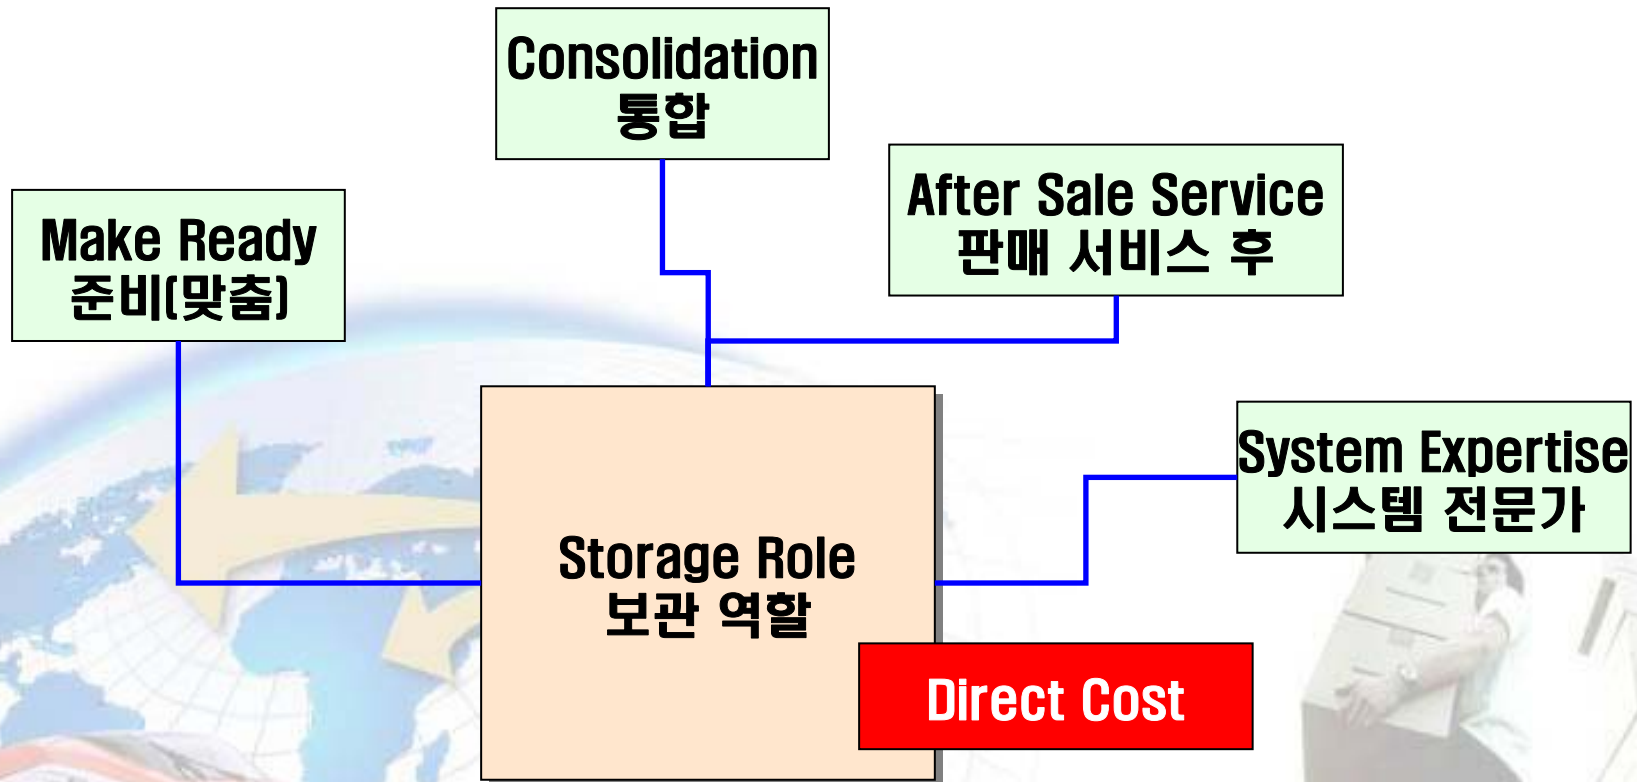 Consolidation
통합
After Sale Service
판매 서비스 후
Make Ready
준비(맞춤)
System Expertise
시스템 전문가
Storage Role
보관 역할
Direct Cost